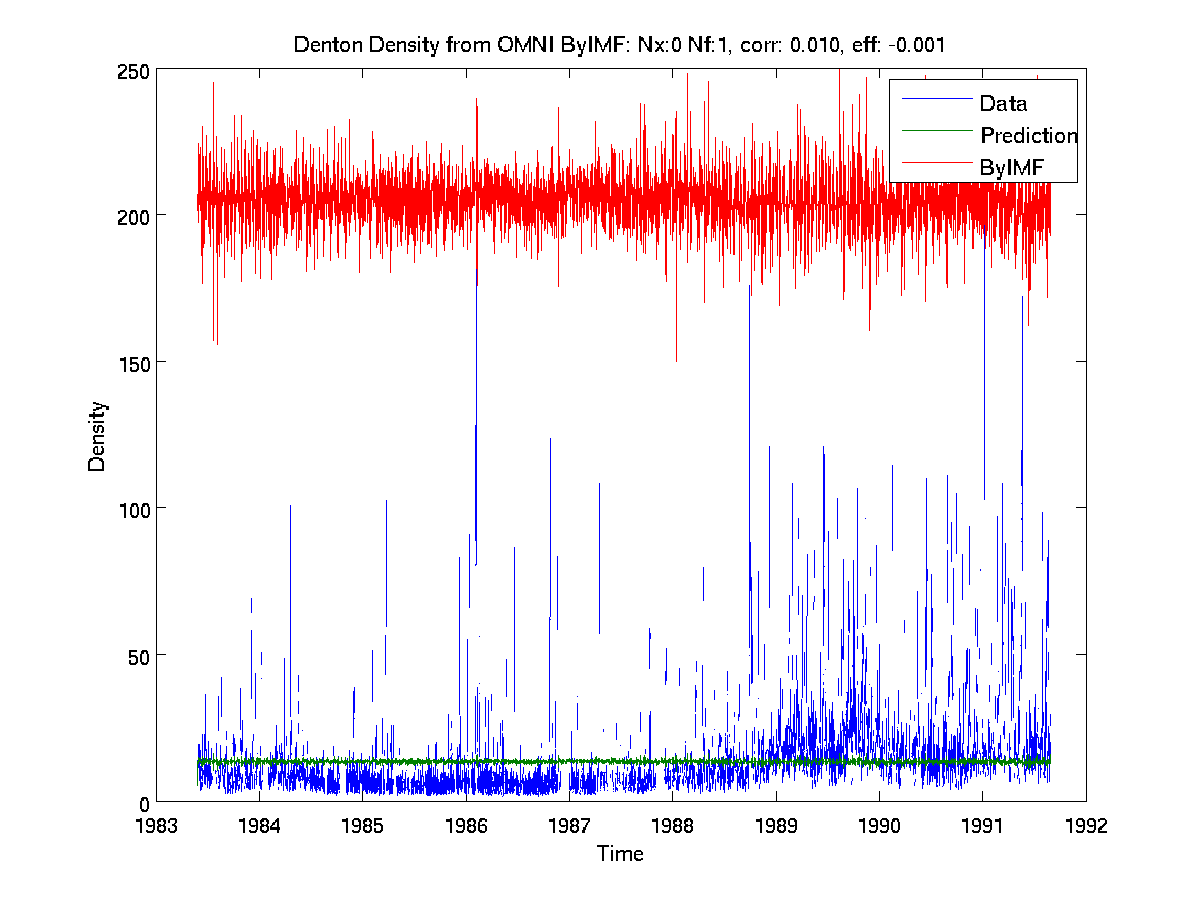 Denton Density from OMNI ByIMF: Nx:0 Nf:1, corr: 0.010, eff: -0.001
250
200
150
100
50
0
Density
Data
Prediction
ByIMF
1983 1984 1985 1986 1987 1988 1989 1990 1991 1992
Time